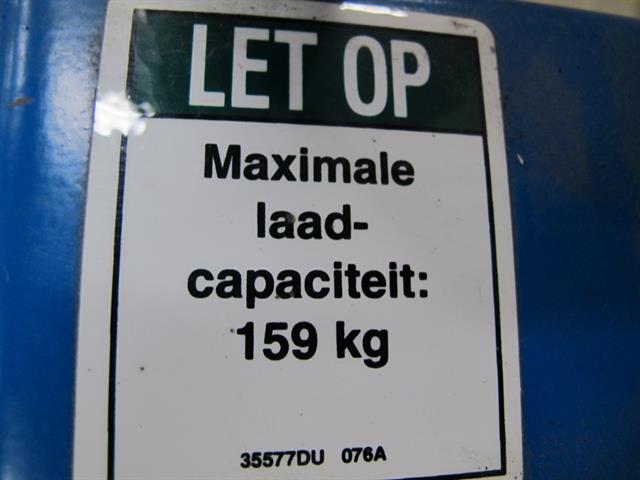 LET OP
Maximale
laad-
capaciteit:
159 kg
35577DU 076A